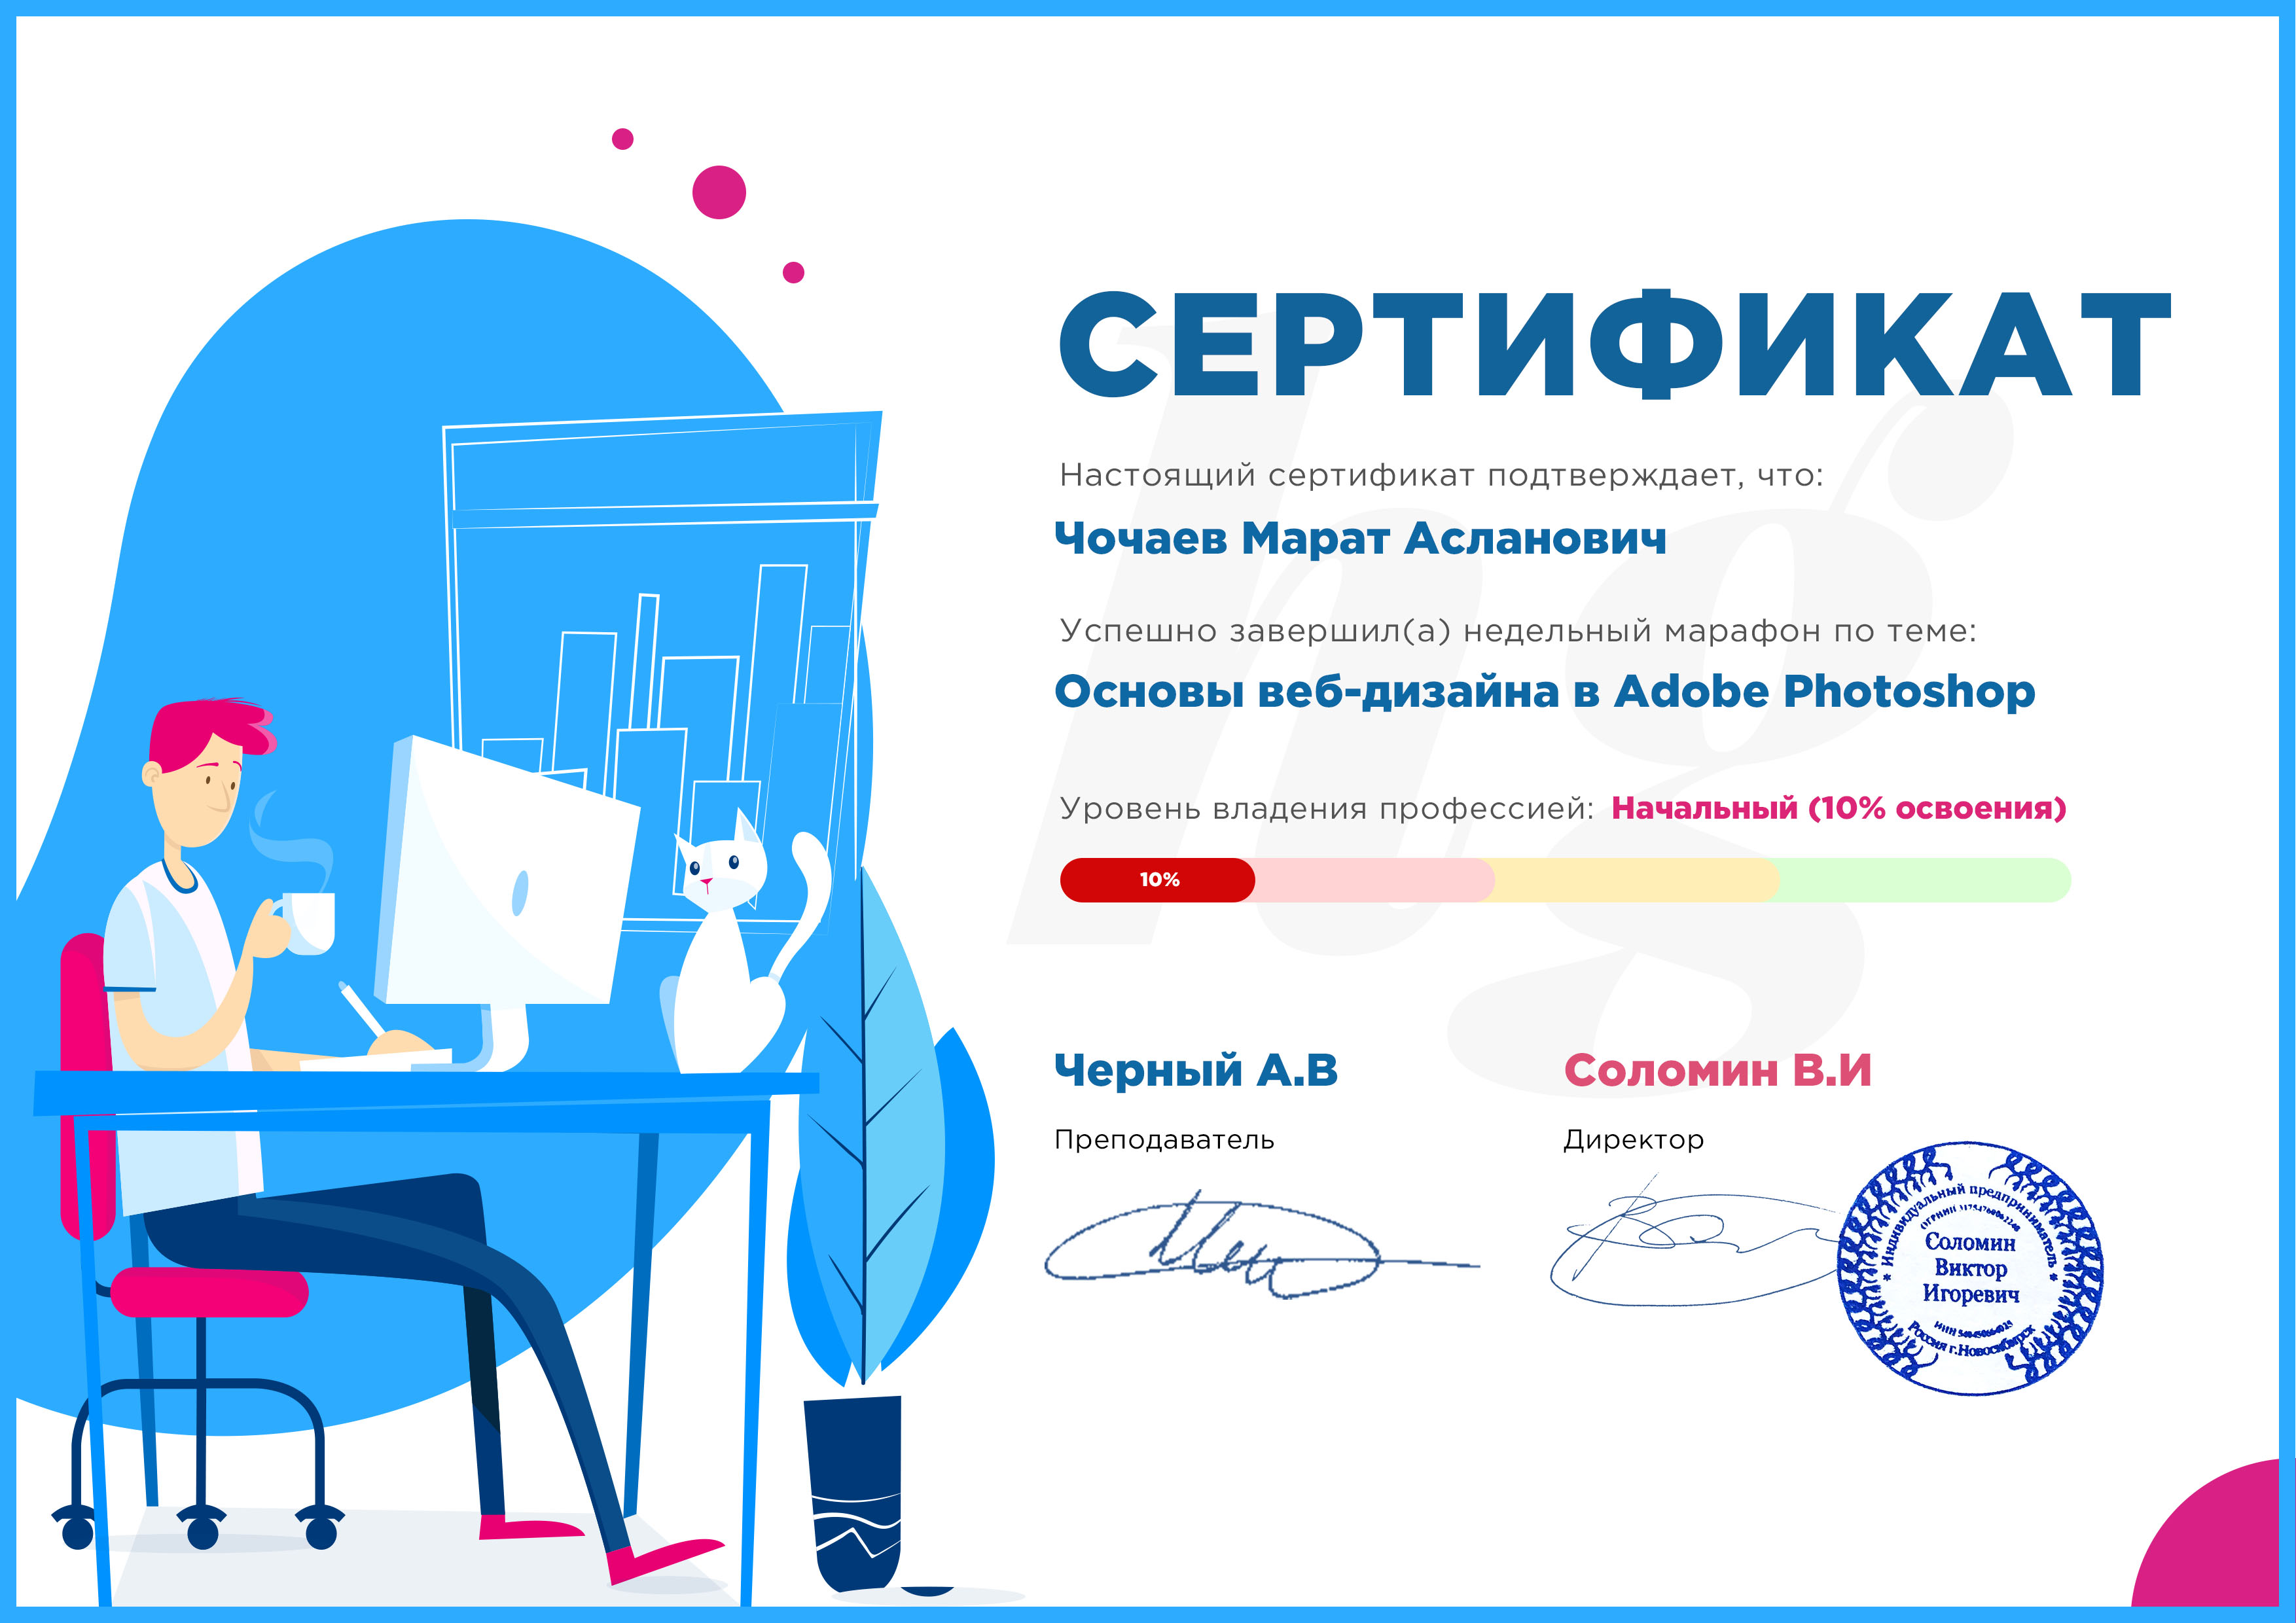 СЕРТИФИКАТ
Настоящий сертификат подтверждает, что:
Чочаев Марат Асланович
Успешно завершил(а) недельный марафон по теме:
Основы веб-дизайна в Adobe Photoshop
Уровень владения профессией: Начальный (10% освоения)
10%
Черный А.В
Преподаватель
Соломин В.И
Директор
Индивидуальный предприниматель
ОГРНИП
Соломин
Виктор
Игоревич
ИНН
Россия г.Новосибирск
hg